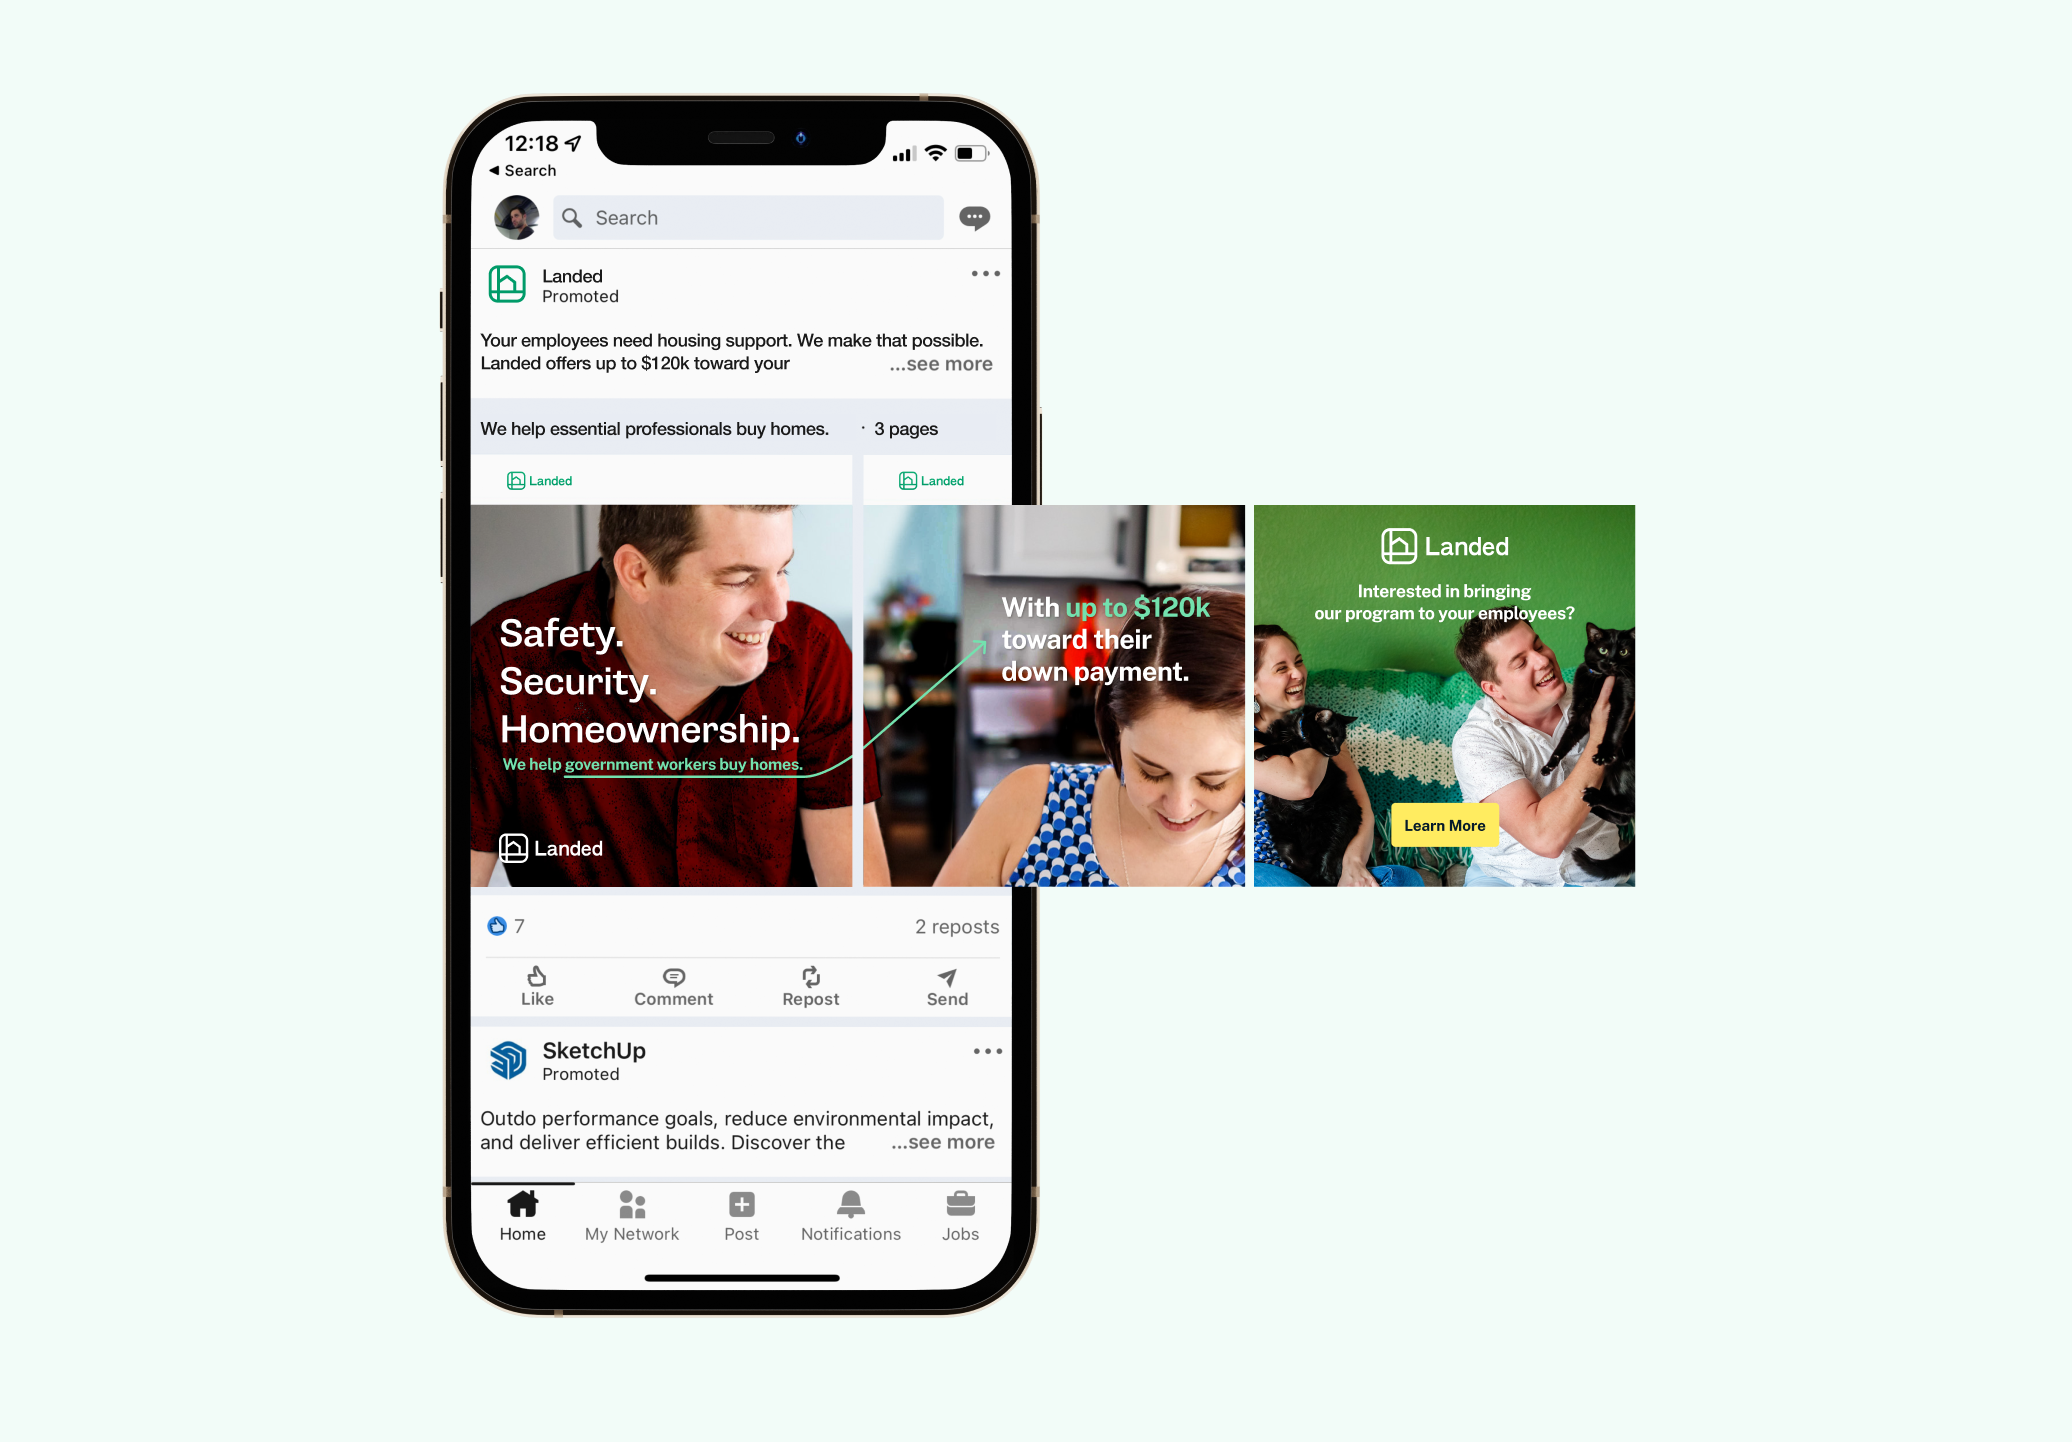 12:18
Search
Search
Landed
Promoted
Your employees need housing support. We make that possible.
Landed offers up to $120k toward your ...see more
We help essential professionals buy homes. · 3 pages
Landed
Landed
Safety.
Security.
Homeownership.
We help government workers buy homes.
Landed
With up to $120k
toward their
down payment.
Landed
Interested in bringing
our program to your employees?
Learn More
7
2 reposts
Like
Comment
Repost
Send
SketchUp
Promoted
Outdo performance goals, reduce environmental impact,
and deliver efficient builds. Discover the ...see more
Home
My Network
Post
Notifications
Jobs